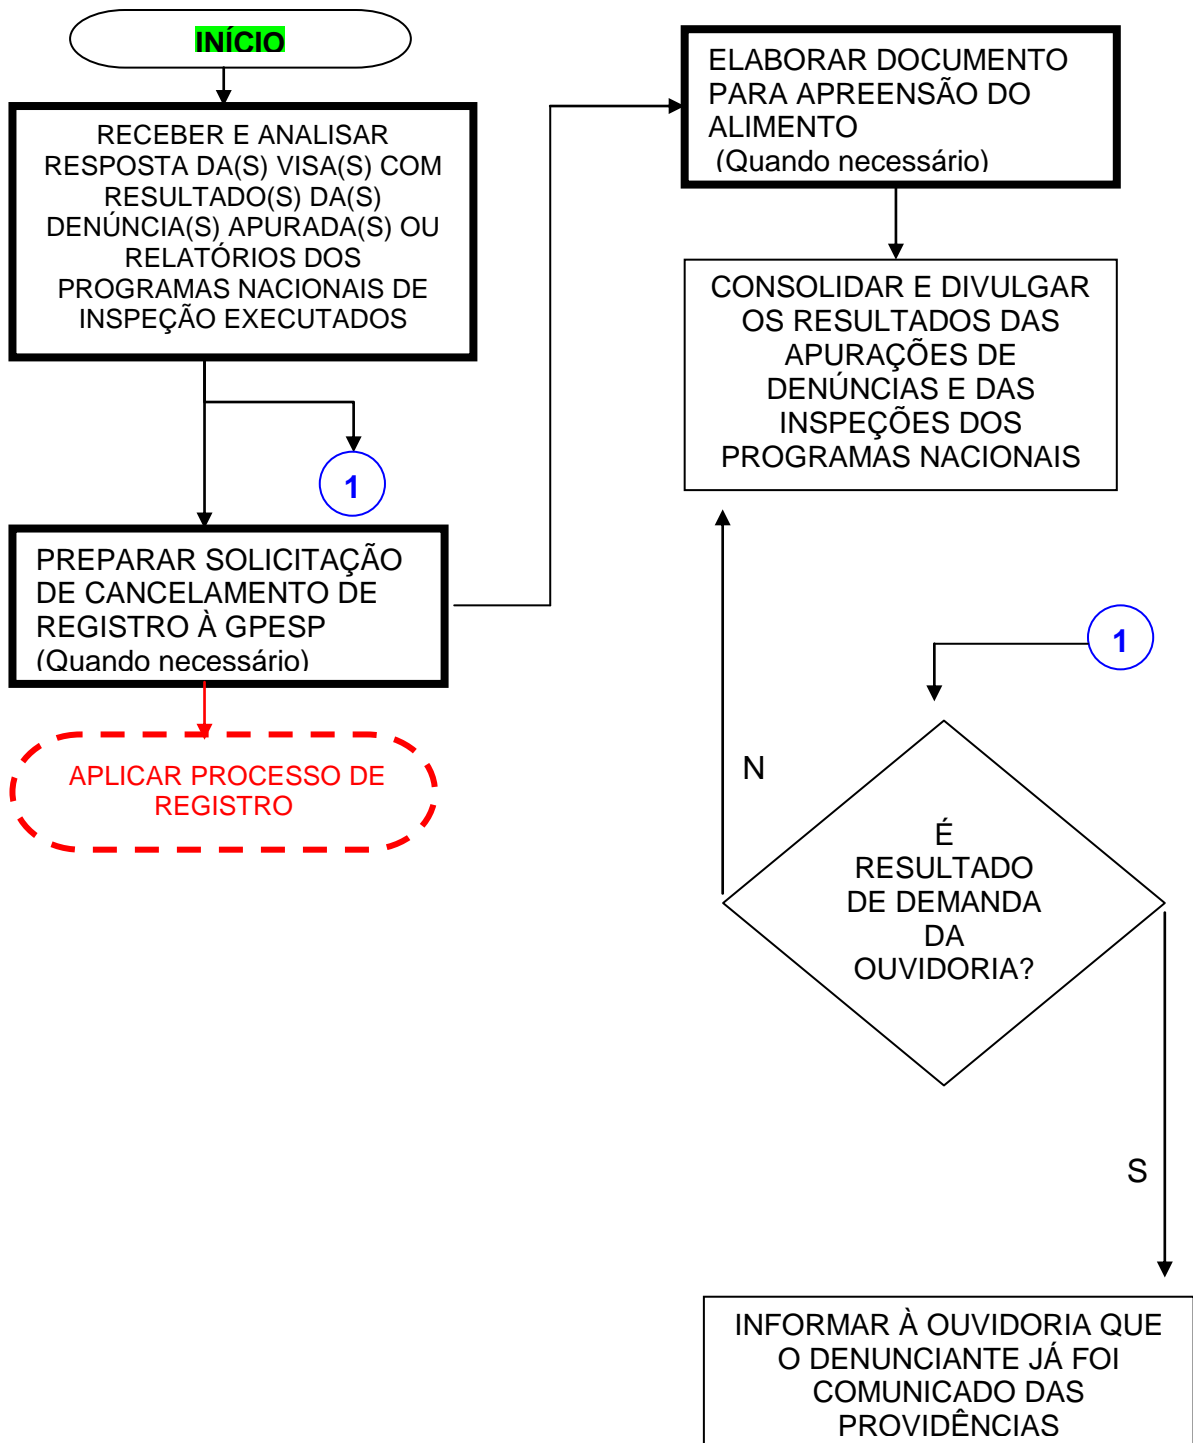 INÍCIO
RECEBER E ANALISAR
RESPOSTA DA(S) VISA(S) COM
RESULTADO(S) DA(S)
DENÚNCIA(S) APURADA(S) OU
RELATÓRIOS DOS
PROGRAMAS NACIONAIS DE
INSPEÇÃO EXECUTADOS
1
PREPARAR SOLICITAÇÃO
DE CANCELAMENTO DE
REGISTRO À GPESP
(Quando necessário)
APLICAR PROCESSO DE
REGISTRO
ELABORAR DOCUMENTO
PARA APREENSÃO DO
ALIMENTO
(Quando necessário)
CONSOLIDAR E DIVULGAR
OS RESULTADOS DAS
APURAÇÕES DE
DENÚNCIAS E DAS
INSPEÇÕES DOS
PROGRAMAS NACIONAIS
1
N
É
RESULTADO
DE DEMANDA
DA
OUVIDORIA?
S
INFORMAR À OUVIDORIA QUE
O DENUNCIANTE JÁ FOI
COMUNICADO DAS
PROVIDÊNCIAS